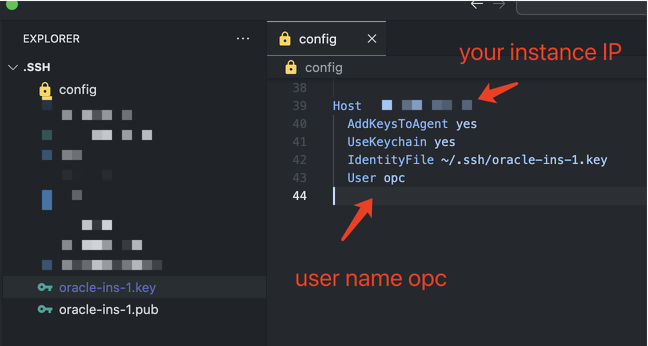 EXPLORER
...
config
your instance IP
.SSH
config
config
38
39 Host
40 AddKeysToAgent yes
41 UseKeychain yes
42 IdentityFile ~/.ssh/oracle-ins-1.key
43 User opc
44
user name opc
oracle-ins-1.key
oracle-ins-1.pub